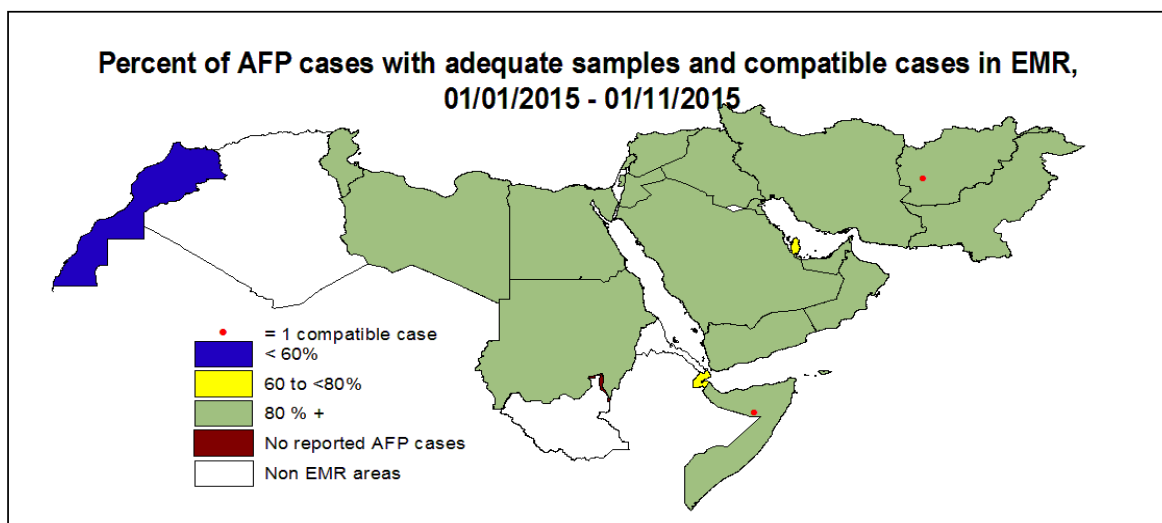 Percent of AFP cases with adequate samples and compatible cases in EMR,
01/01/2015 - 01/11/2015
= 1 compatible case
< 60%
60 to <80%
80 % +
No reported AFP cases
Non EMR areas